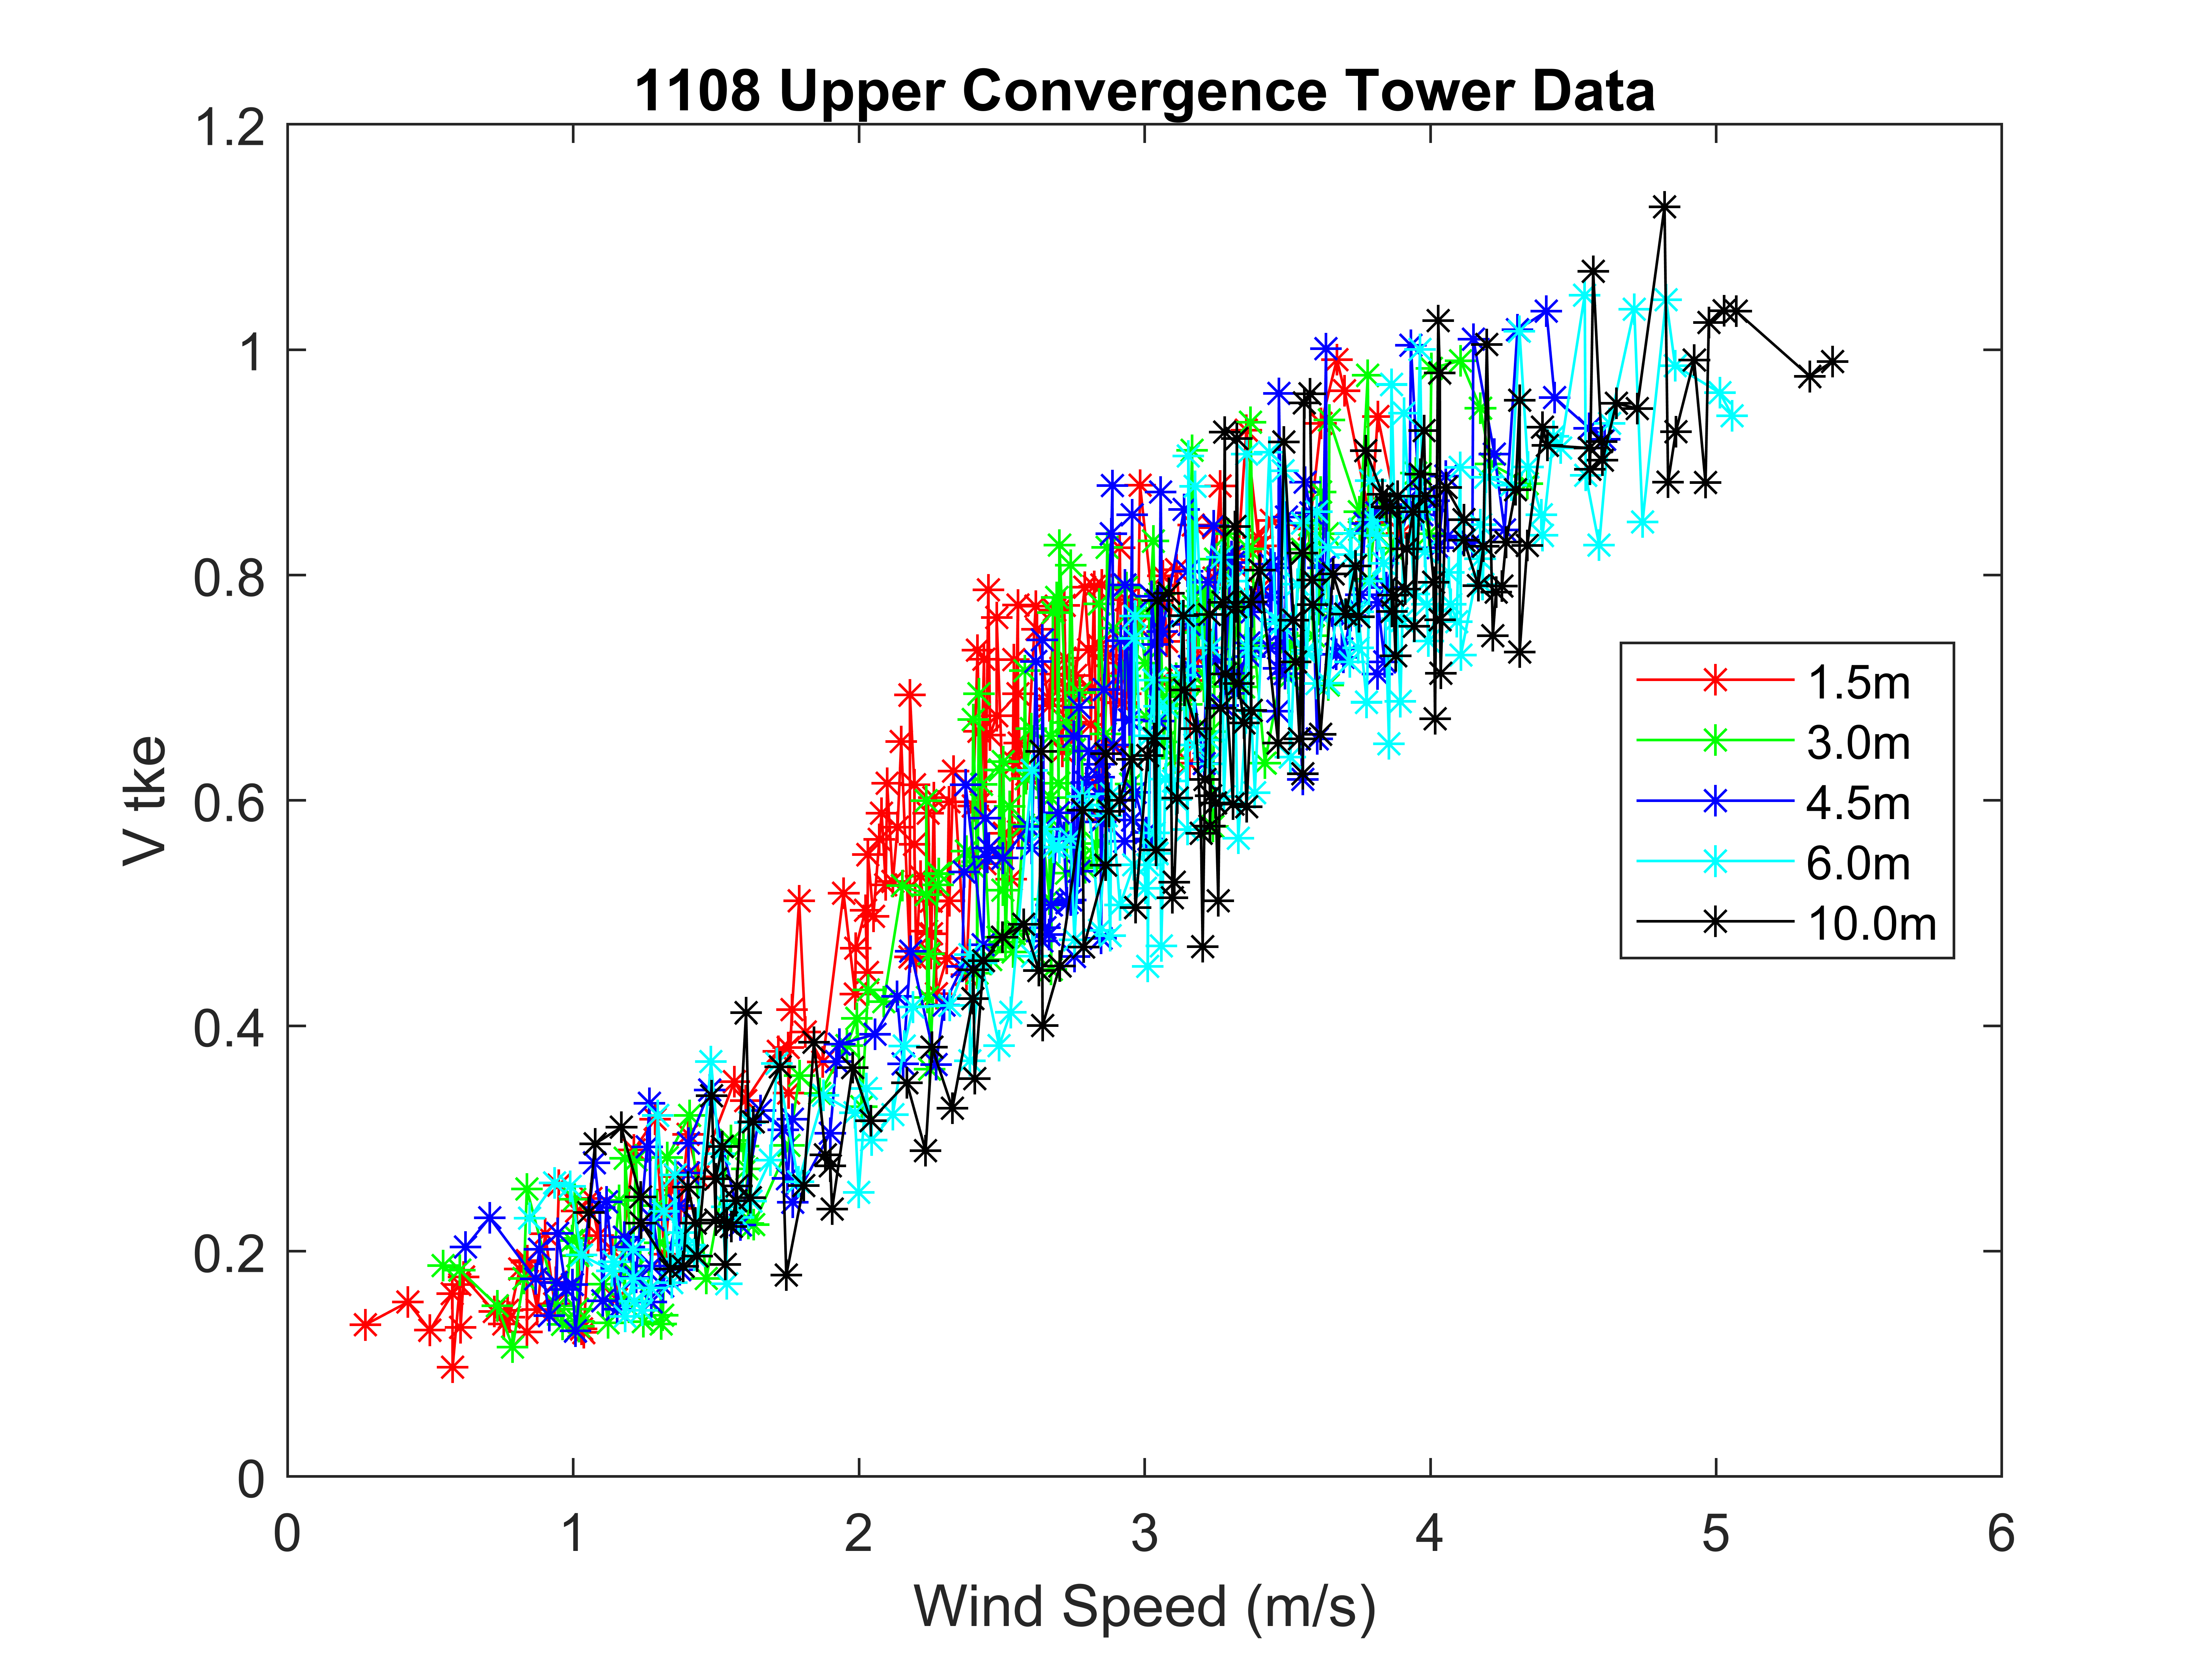 1108 Upper Convergence Tower Data
1.2
1
0.8
0.6
0.4
0.2
0
V tke
1.5m
3.0m
4.5m
6.0m
10.0m
0 1 2 3 4 5 6
Wind Speed (m/s)